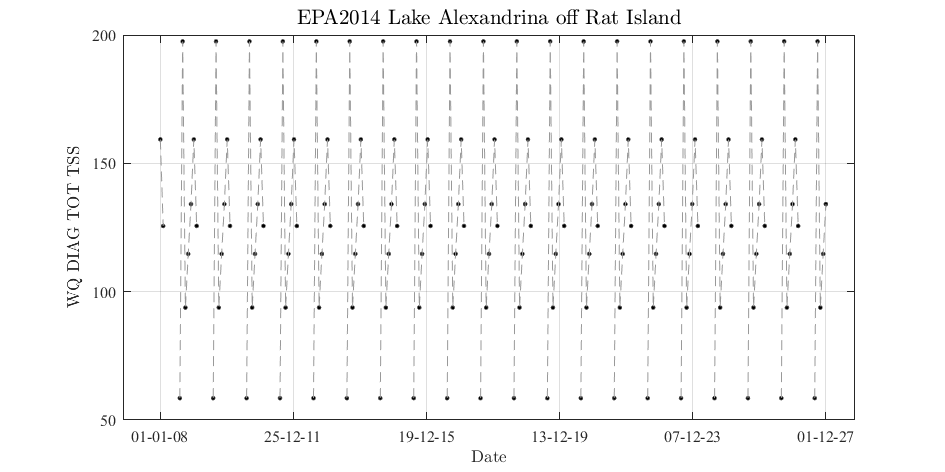 EPA2014 Lake Alexandrina off Rat Island
WQ DIAG TOT TSS
200
150
100
50
01-01-08 25-12-11 19-12-15 13-12-19 07-12-23 01-12-27
Date